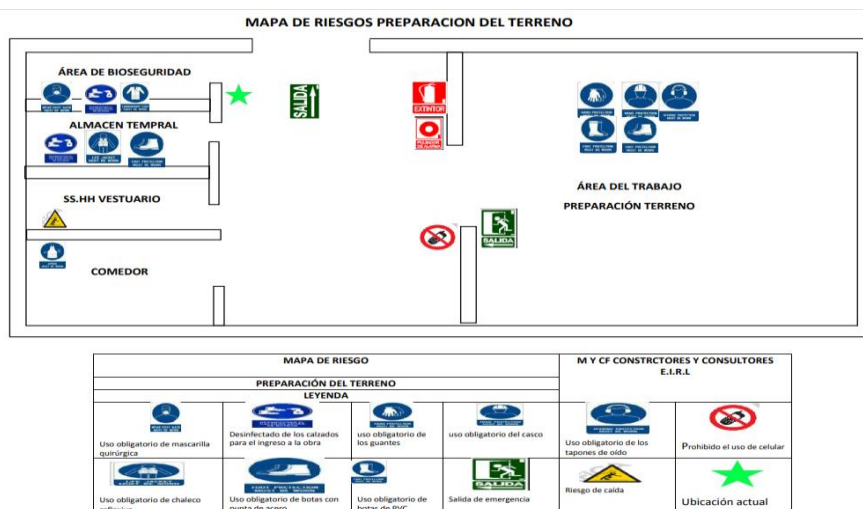 MAPA DE RIESGOS PREPARACION DEL TERRENO
ÁREA DE BIOSEGURIDAD
SALIDA
EXTINTOR
ALMACEN TEMPRAL
ÁREA DEL TRABAJO
PREPARACIÓN TERRENO
SS.HH VESTUARIO
SALIDA
COMEDOR
MAPA DE RIESGO
M Y CF CONSTRCTORES Y CONSULTORES
E.I.R.L
PREPARACIÓN DEL TERRENO
LEYENDA
Uso obligatorio de mascarilla
quirúrgica
Desinfectado de los calzados
para el ingreso a la obra
uso obligatorio de
los guantes
uso obligatorio del casco
Uso obligatorio de los
tapones de oído
Prohibido el uso de celular
Uso obligatorio de chaleco
reflexivo
Uso obligatorio de botas con
punta de acero
Uso obligatorio de
botas de PVC
SALIDA
Salida de emergencia
Riesgo de caída
Ubicación actual